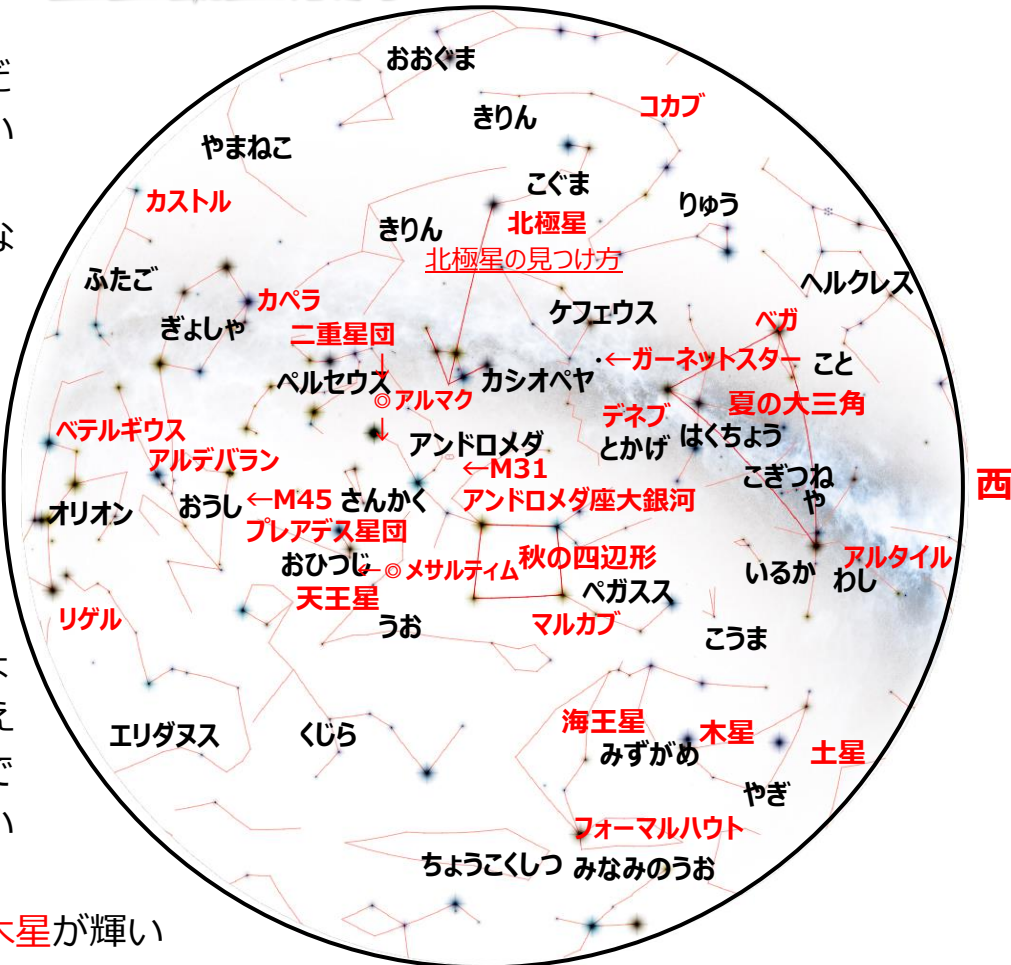 おおぐま
だ
コカブ
きりん
い
やまねこ
こぐま
カストル
りゅう
北極星
きりん
な
北極星の見つけ方
ふたご
ヘルクレス
カペラ
ケフェウス
ベガ
ぎょしゃ
二重星団
↓
←ガーネットスター
こと
ペルセウス
カシオペヤ
◎アルマク
↓
夏の大三角
デネブ
ベテルギウス
はくちょう
アンドロメダ
とかげ
アルデバラン
←M31
こぎつね
西
オリオン
おうし
←M45
さんかく
アンドロメダ座大銀河
や
プレアデス星団
秋の四辺形
アルタイル
おひつじ
←◎メサルティム
いるか
わし
天王星
ペガスス
リゲル
うお
マルカブ
こうま
え
海王星
木星
エリダヌス
くじら
みずがめ
土星
で
やぎ
い
フォーマルハウト
ちょうこくしつ
みなみのうお
木星が輝い